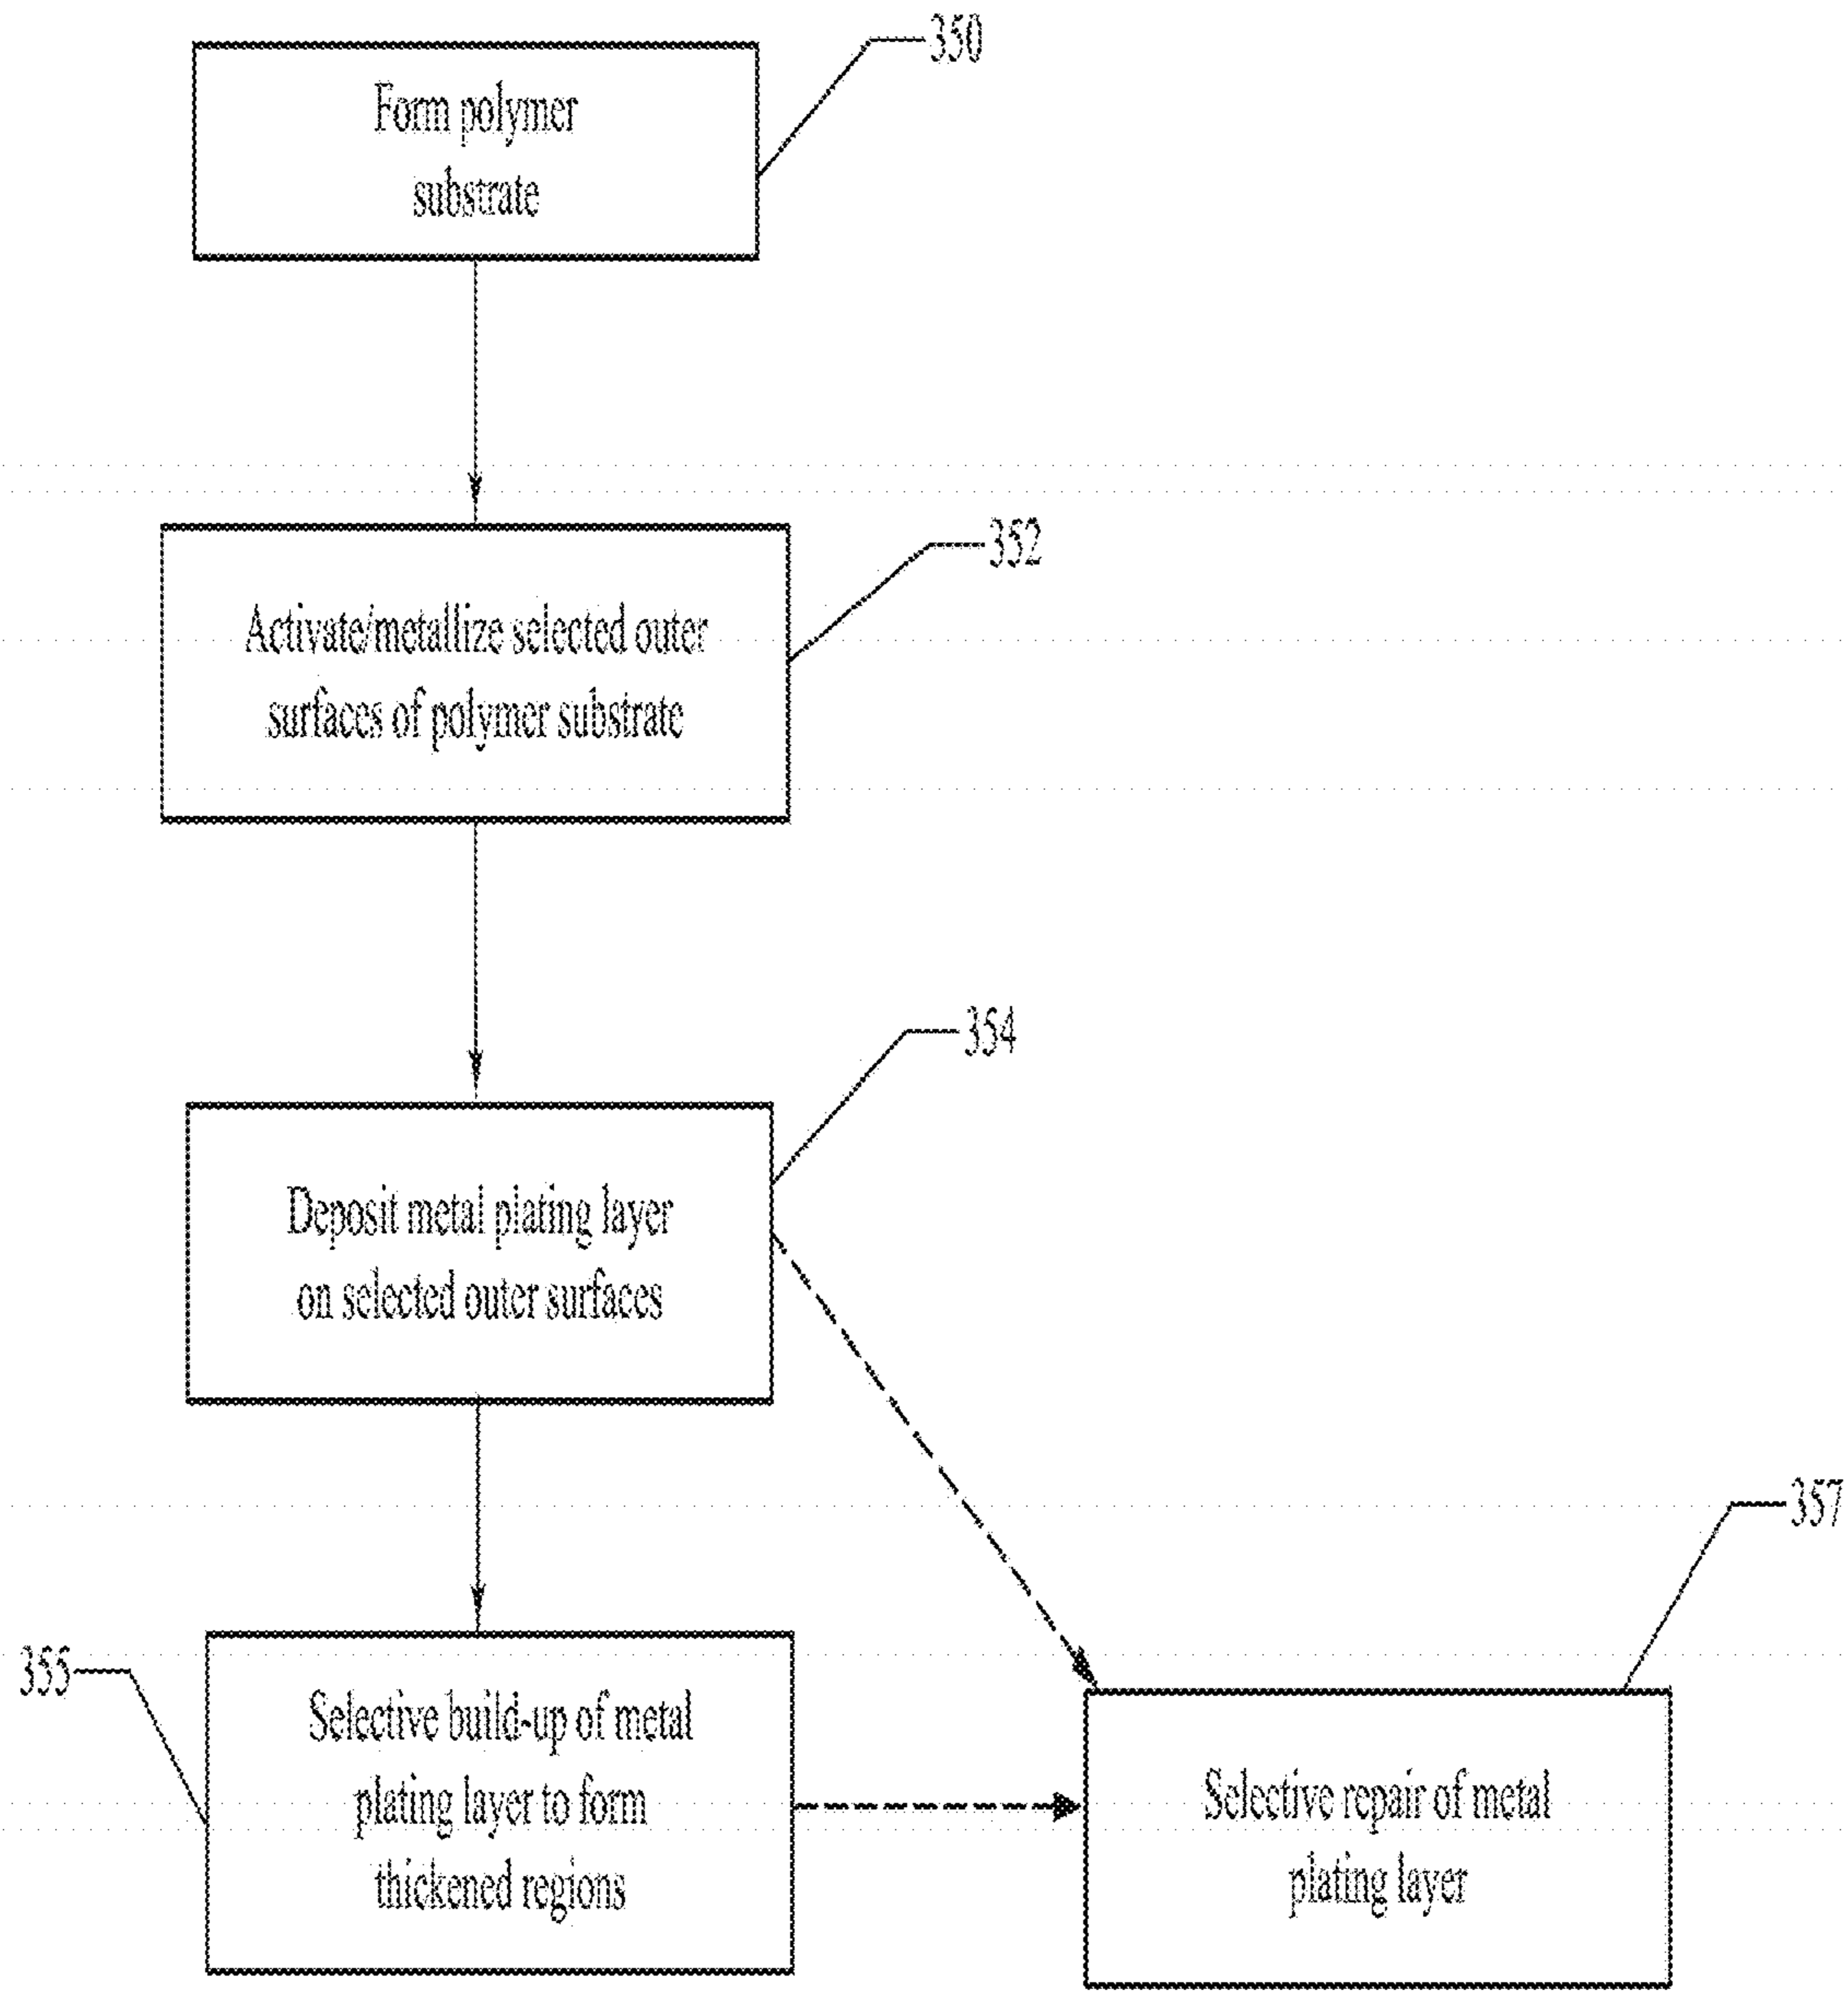 350
Form polymer
substrate
352
Activate/metallize selected outer
surfaces of polymer substrate
354
Deposit metal plating layer
on selected outer surfaces
355
Selective build-up of metal
plating layer to form
thickened regions
357
Selective repair of metal
plating layer